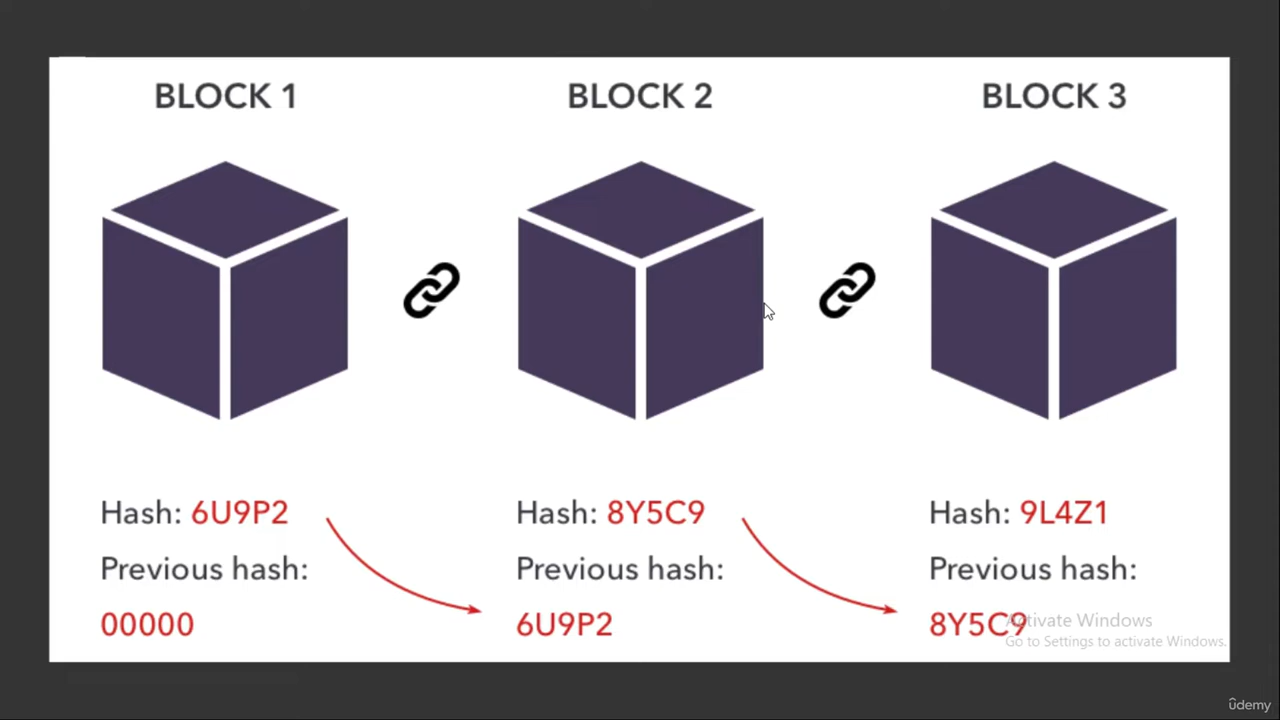 BLOCK 1
BLOCK 2
BLOCK 3
Hash: 6U9P2
Previous hash:
00000
Hash: 8Y5C9
Previous hash:
6U9P2
Hash: 9L4Z1
Previous hash:
8Y5C9
Activate Windows
Go to Settings to activate Windows.
ûdemy